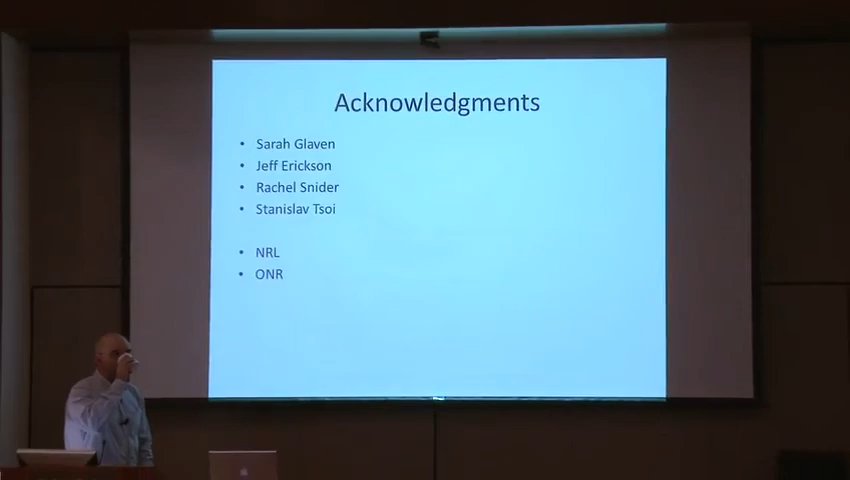 Acknowledgments
• Sarah Glaven
• Jeff Erickson
• Rachel Snider
• Stanislav Tsoi
• NRL
• ONR